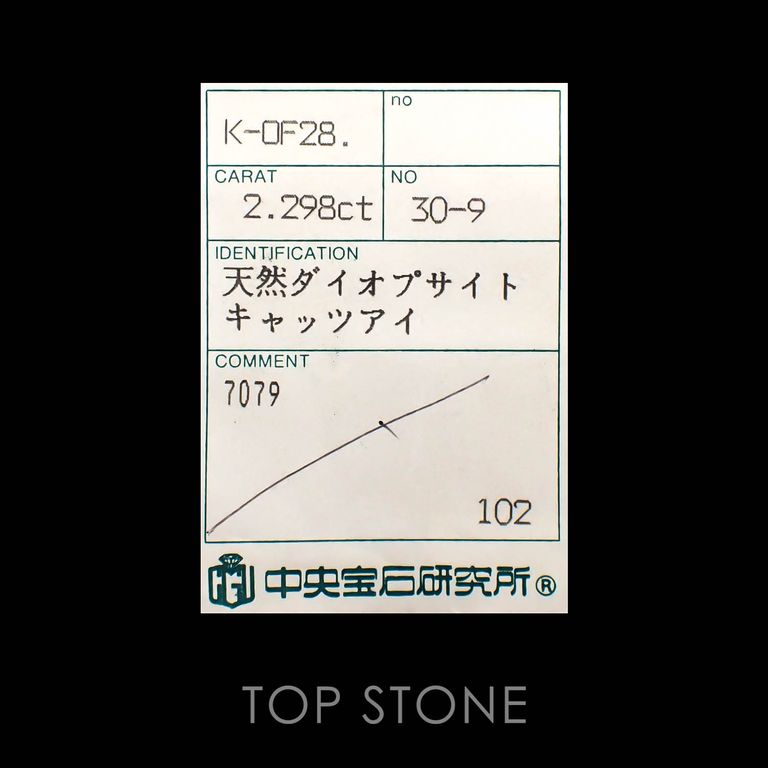 no
K-0F28.
CARAT
2.298ct
NO
30-9
IDENTIFICATION
天然ダイオプサイト
キャッツアイ
COMMENT
7079
102
CGL 中央宝石研究所®
TOP STONE